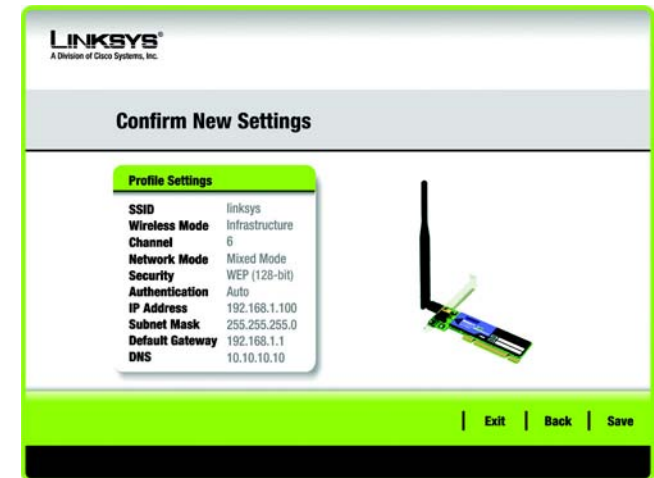 LINKSYS®
A Division of Cisco Systems, Inc.
Confirm New Settings
Profile Settings
SSID linksys
Wireless Mode Infrastructure
Channel 6
Network Mode Mixed Mode
Security WEP (128-bit)
Authentication Auto
IP Address 192.168.1.100
Subnet Mask 255.255.255.0
Default Gateway 192.168.1.1
DNS 10.10.10.10
Exit Back Save